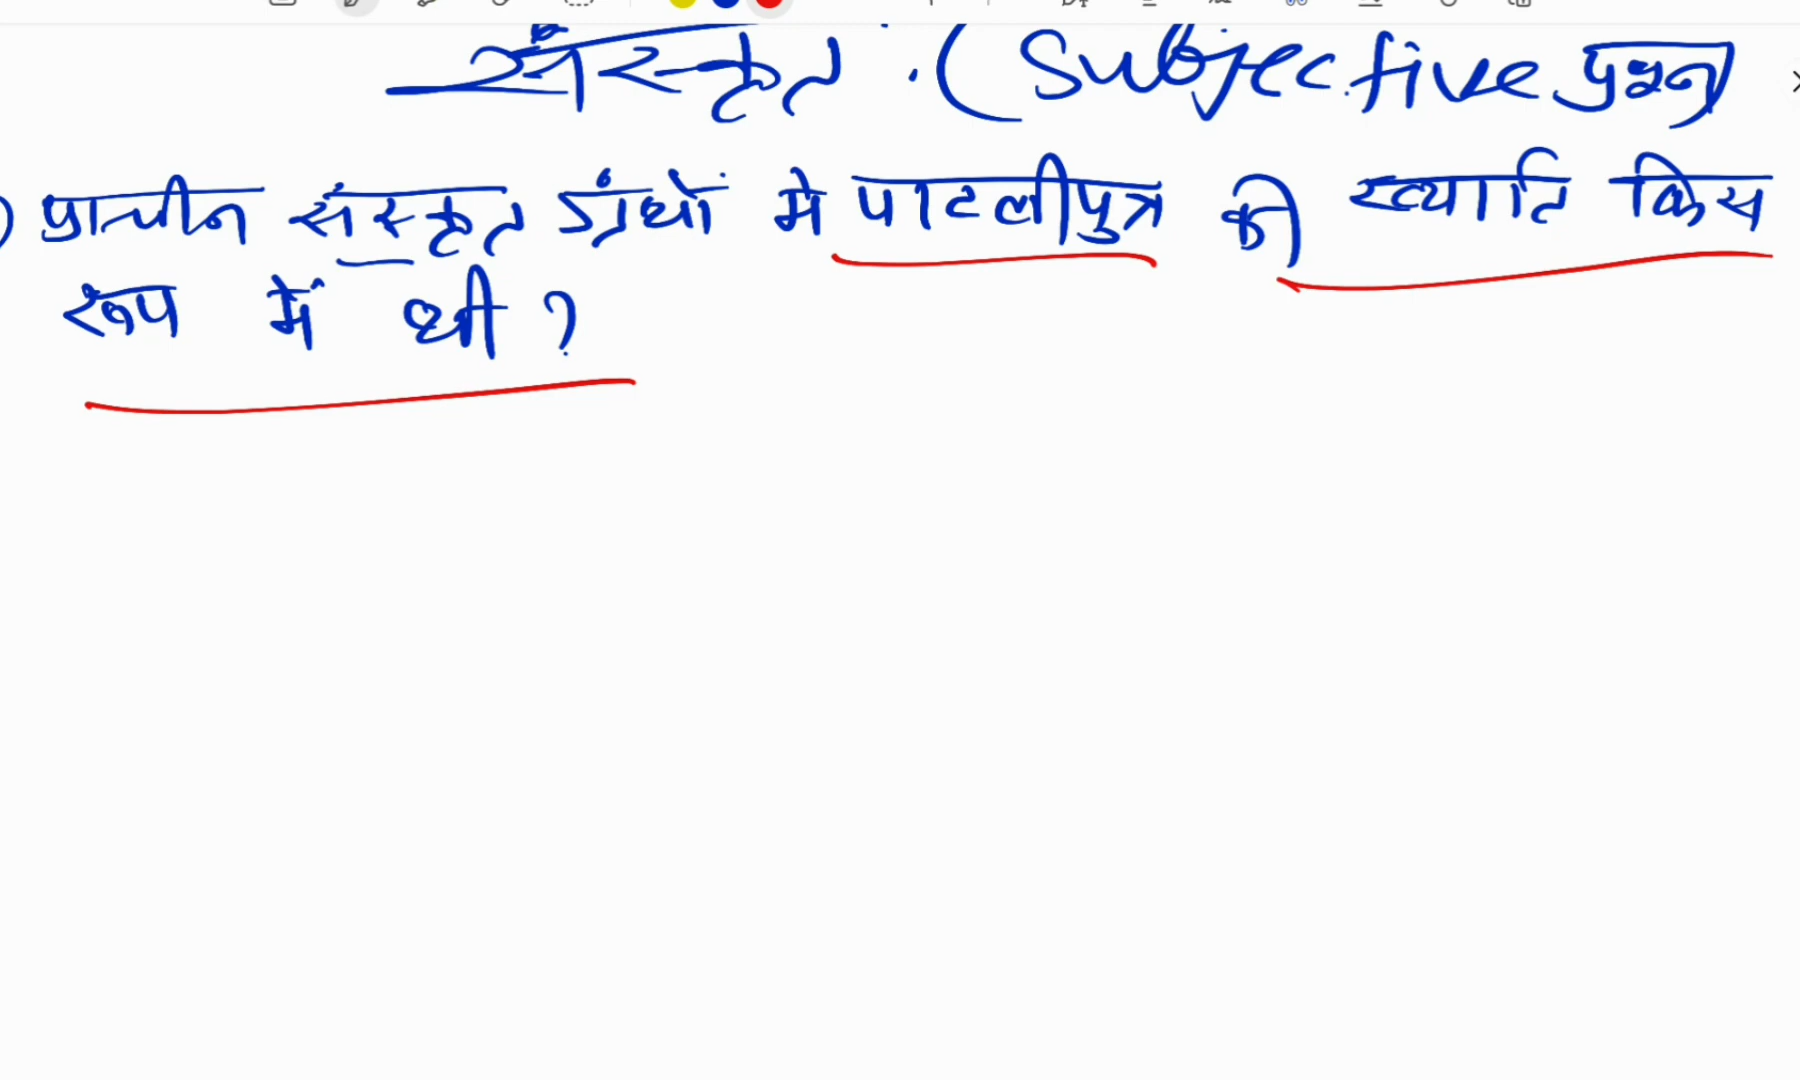 संस्कृत (Subjective प्रश्न)
) प्राचीन संस्कृत ग्रंथों मे पाटलीपुत्र की ख्याति किस
रूप में थी ?